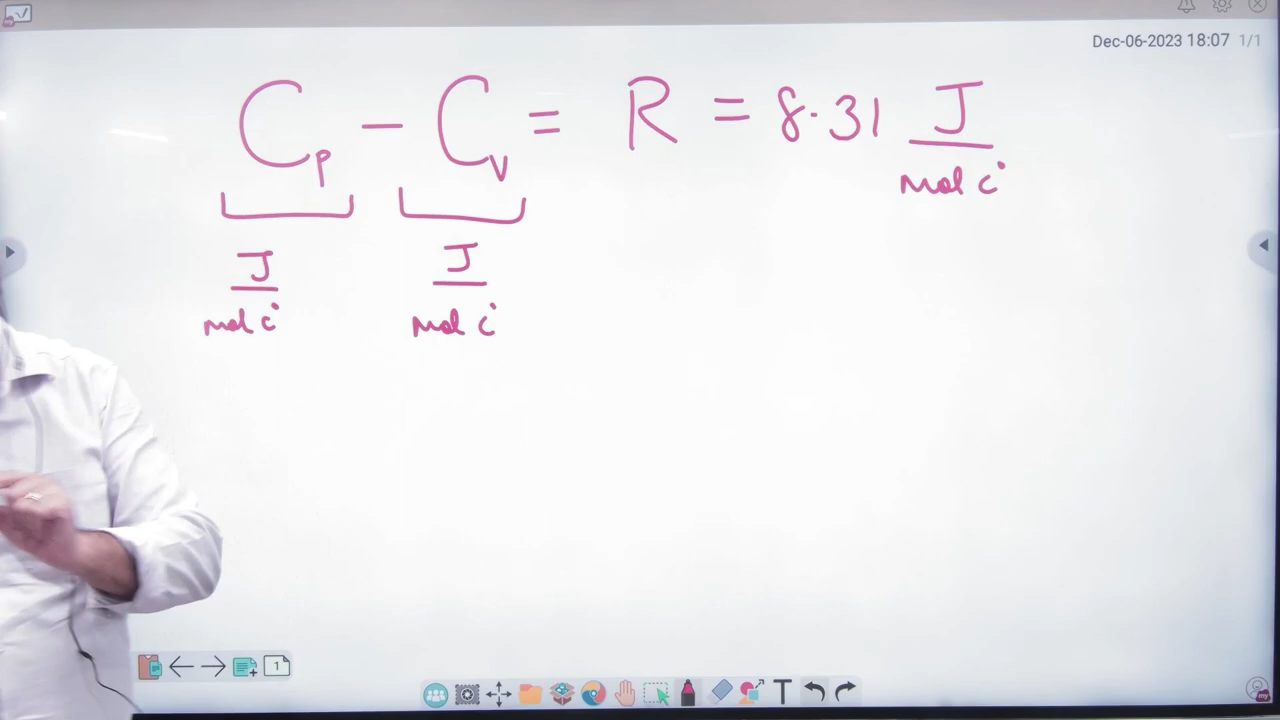 Dec-06-2023 18:07 1/1
Cp - Cv = R = 8.31 J/mol c°
J/mol c° J/mol c°
1 T